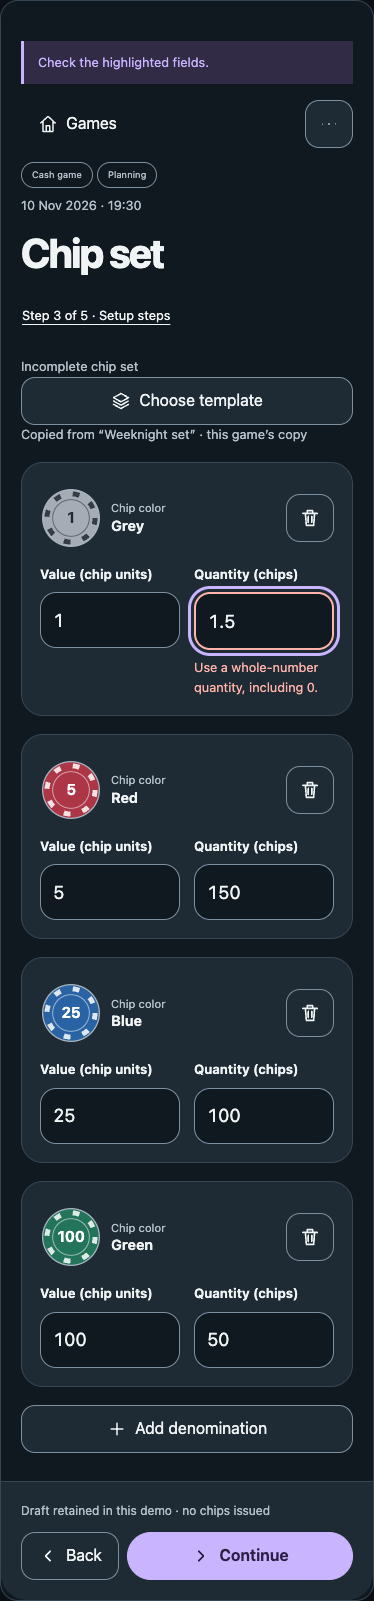 Check the highlighted fields.
Games
Cash game Planning
10 Nov 2026 · 19:30
Chip set
Step 3 of 5 · Setup steps
Incomplete chip set
Choose template
Copied from “Weeknight set” · this game’s copy
1
Chip color
Grey
Value (chip units) Quantity (chips)
1 1.5
Use a whole-number
quantity, including 0.
5
Chip color
Red
Value (chip units) Quantity (chips)
5 150
25
Chip color
Blue
Value (chip units) Quantity (chips)
25 100
100
Chip color
Green
Value (chip units) Quantity (chips)
100 50
Add denomination
Draft retained in this demo · no chips issued
Back Continue